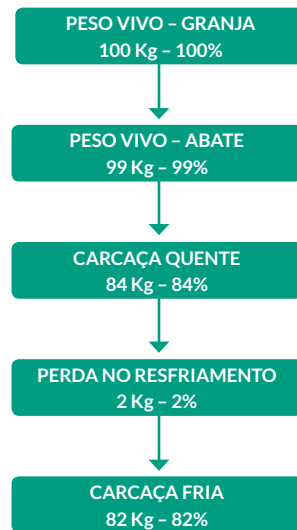 PESO VIVO – GRANJA
100 Kg – 100%
PESO VIVO – ABATE
99 Kg – 99%
CARCAÇA QUENTE
84 Kg – 84%
PERDA NO RESFRIAMENTO
2 Kg – 2%
CARCAÇA FRIA
82 Kg – 82%